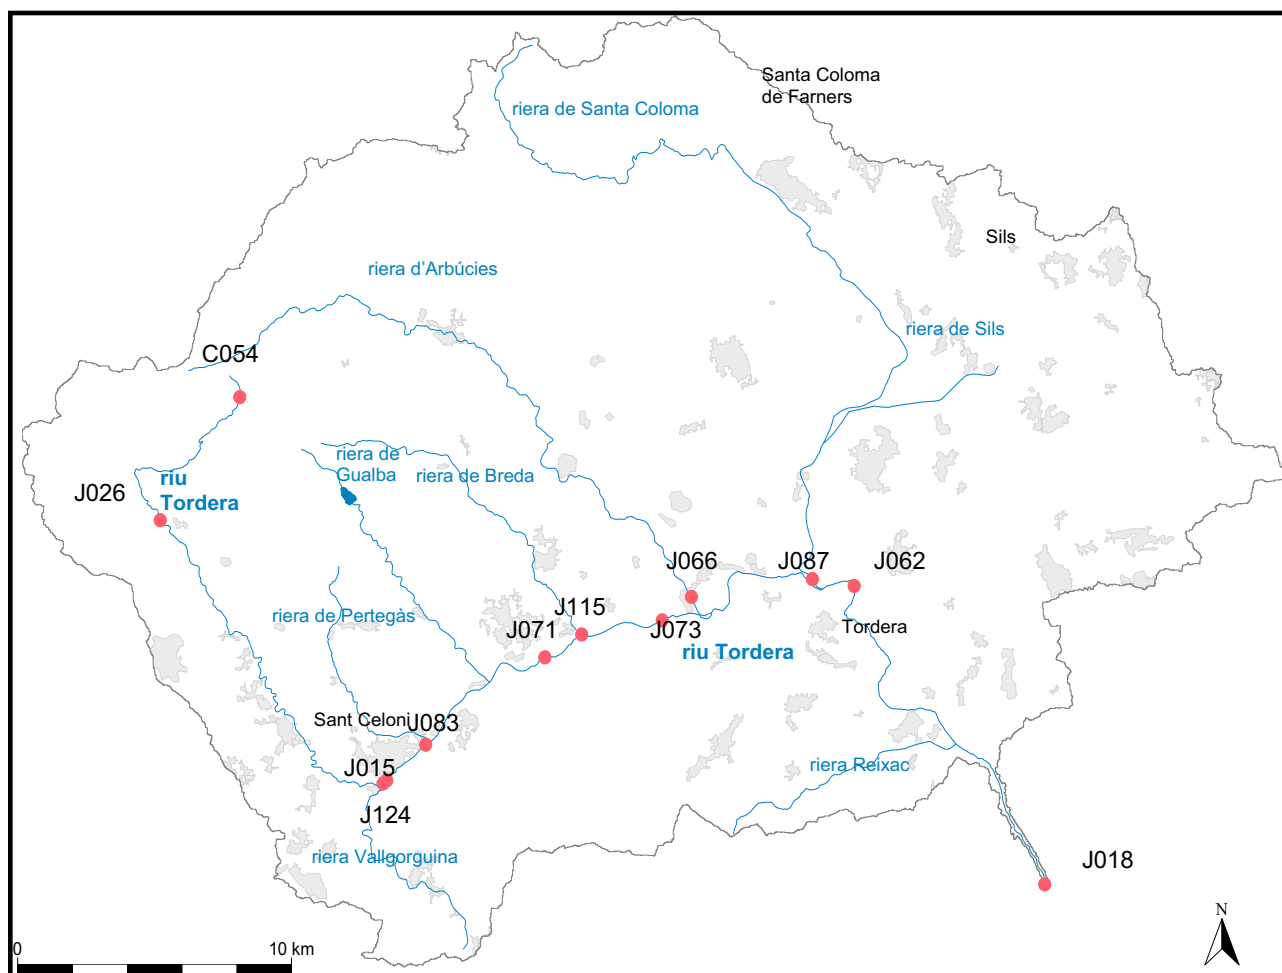 Santa Coloma
de Farners
riera de Santa Coloma
Sils
riera d'Arbúcies
riera de Sils
C054
riera de
Gualba
riera de Breda
riu
Tordera
J026
J066
J087
J062
riera de Pertegàs
J115
J071
J073
Tordera
riu Tordera
Sant Celoni
J083
J015
riera Reixac
J124
riera Vallgorguina
J018
N
0
10 km